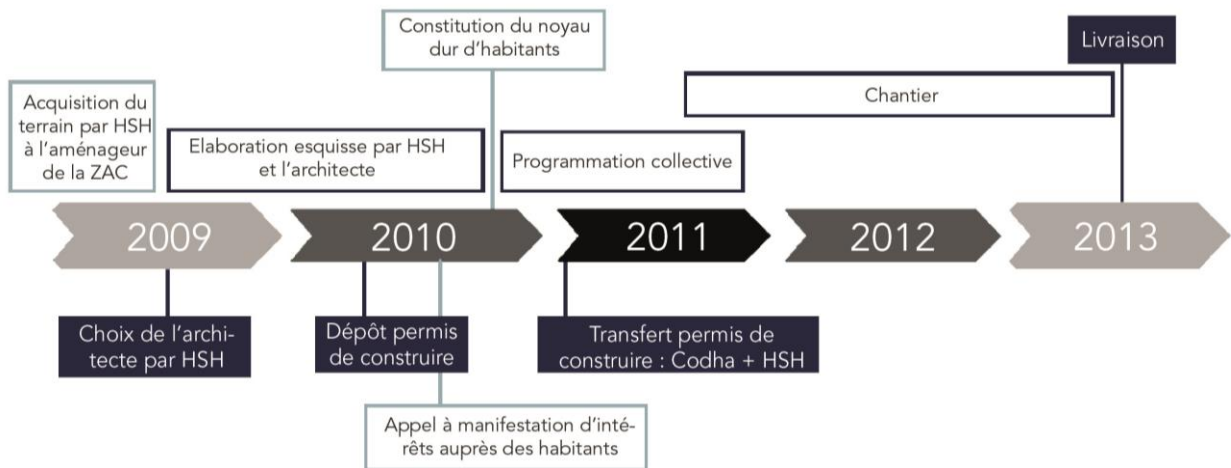 Constitution du noyau
dur d'habitants
Livraison
Acquisition du
terrain par HSH
à l'aménageur
de la ZAC
Elaboration esquisse par HSH
et l'architecte
Programmation collective
Chantier
2009
2010
2011
2012
2013
Choix de l'archi-
tecte par HSH
Dépôt permis
de construire
Transfert permis de
construire : Codha + HSH
Appel à manifestation d'inté-
rêts auprès des habitants